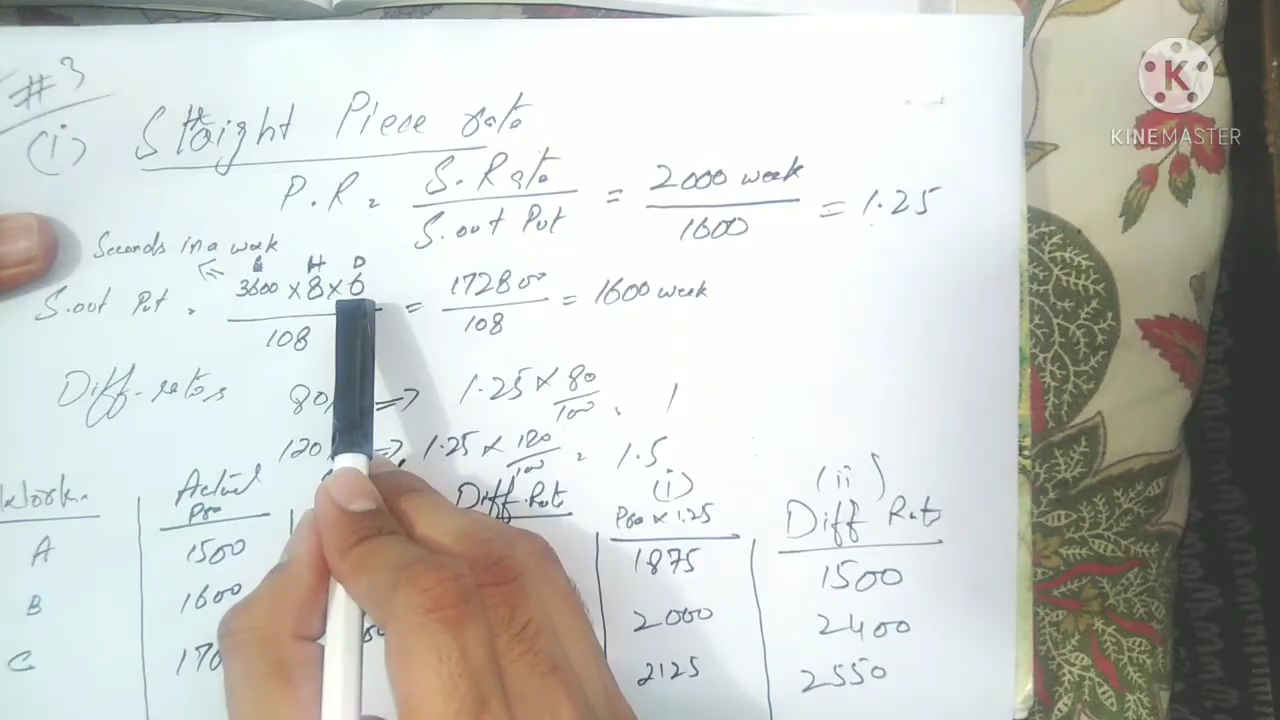 #3
(i) Straight Piece rate
P.R = S.Rate / S.out Put = 2000 week / 1600 = 1.25
Seconds in a week
S.out Put = 3600 × 8 × 6 / 108 = 172800 / 108 = 1600 week
H D
Diff. rates 80 => 1.25 × 80/100 = 1
120 => 1.25 × 120/100 = 1.5
Actual Pro Diff. Rate (i) Pro × 1.25 (ii) Diff Rate
A 1500 1875 1500
B 1600 2000 2400
C 170 2125 2550
K
KINEMASTER